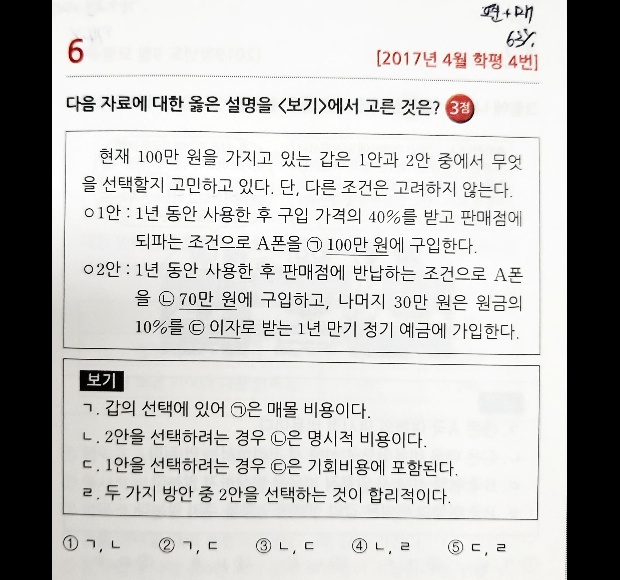 편+매
63%
6
[2017년 4월 학평 4번]
다음 자료에 대한 옳은 설명을 <보기>에서 고른 것은? 3점
현재 100만 원을 가지고 있는 갑은 1안과 2안 중에서 무엇
을 선택할지 고민하고 있다. 단, 다른 조건은 고려하지 않는다.
○1안 : 1년 동안 사용한 후 구입 가격의 40%를 받고 판매점에
되파는 조건으로 A폰을 ㉠ 100만 원에 구입한다.
○2안 : 1년 동안 사용한 후 판매점에 반납하는 조건으로 A폰
을 ㉡ 70만 원에 구입하고, 나머지 30만 원은 원금의
10%를 ㉢ 이자로 받는 1년 만기 정기 예금에 가입한다.
보기
ㄱ. 갑의 선택에 있어 ㉠은 매몰 비용이다.
ㄴ. 2안을 선택하려는 경우 ㉡은 명시적 비용이다.
ㄷ. 1안을 선택하려는 경우 ㉢은 기회비용에 포함된다.
ㄹ. 두 가지 방안 중 2안을 선택하는 것이 합리적이다.
① ㄱ, ㄴ ② ㄱ, ㄷ ③ ㄴ, ㄷ ④ ㄴ, ㄹ ⑤ ㄷ, ㄹ